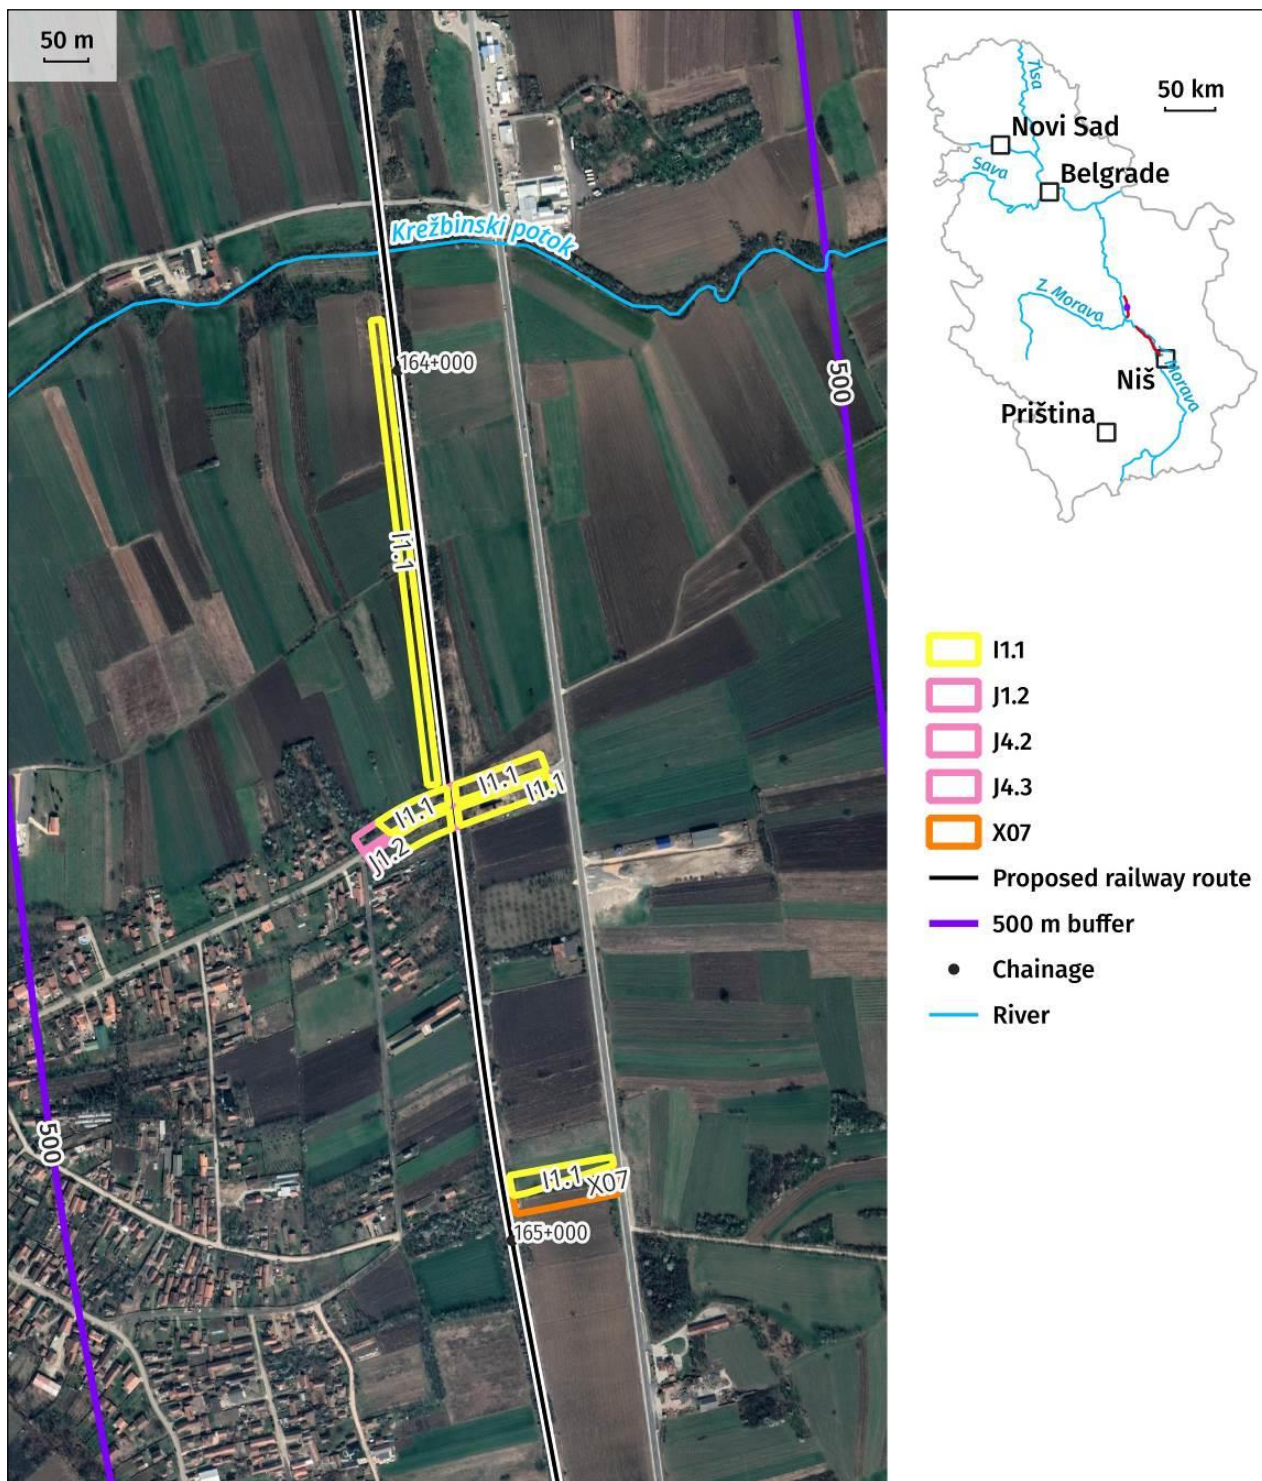 50 m
Krežbinski potok
164+000
500
I1.1
I1.1
I1.1
I1.1
J1.2
500
I1.1
X07
165+000
Tisa
50 km
Novi Sad
Sava
Belgrade
Z. Morava
Niš
Morava
Priština
I1.1
J1.2
J4.2
J4.3
X07
Proposed railway route
500 m buffer
Chainage
River